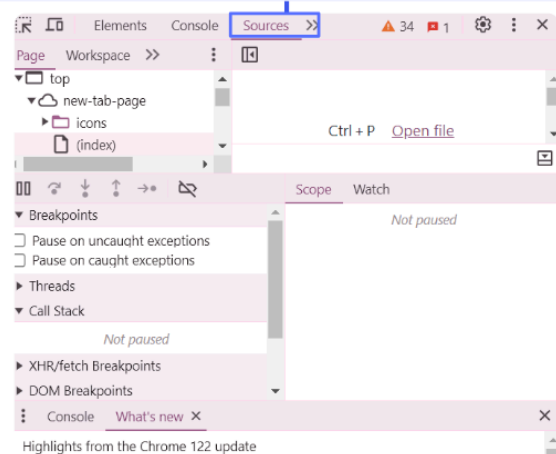 Elements Console Sources 34 1
Page Workspace
top
new-tab-page
icons
(index)
Ctrl + P Open file
Scope Watch
Not paused
Breakpoints
Pause on uncaught exceptions
Pause on caught exceptions
Threads
Call Stack
Not paused
XHR/fetch Breakpoints
DOM Breakpoints
Console What's new
Highlights from the Chrome 122 update